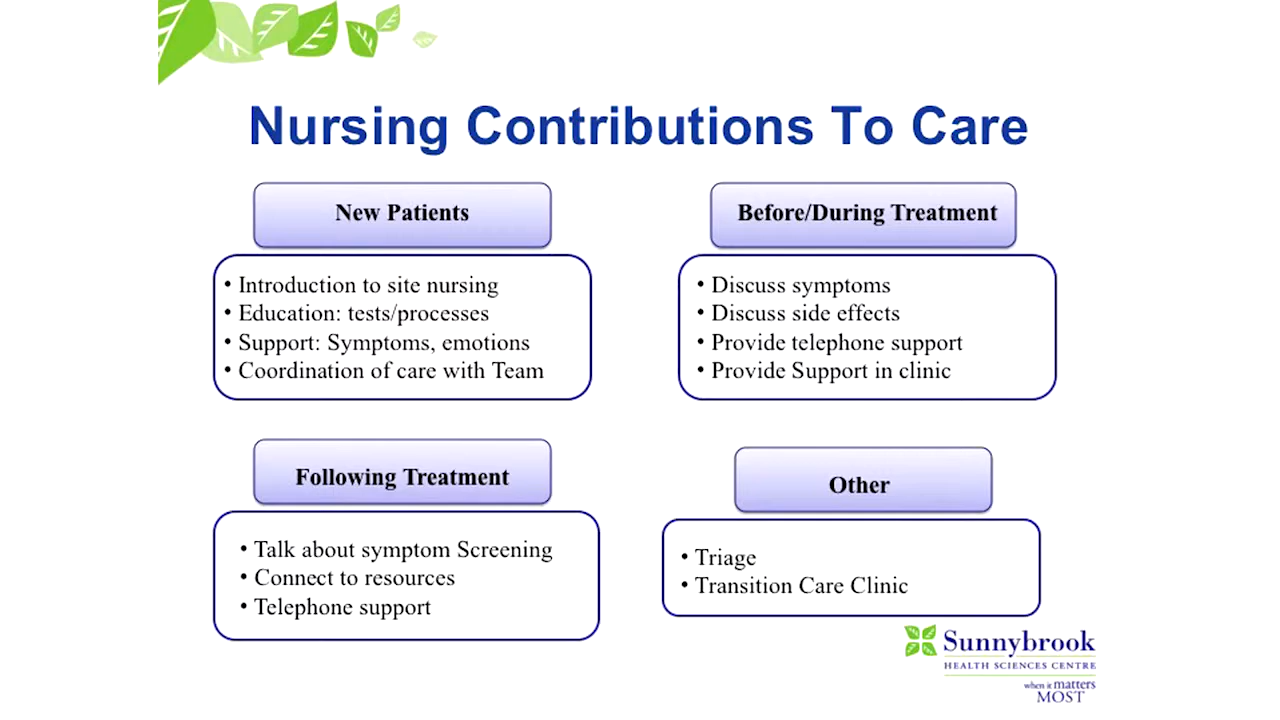 Nursing Contributions To Care
New Patients
• Introduction to site nursing
• Education: tests/processes
• Support: Symptoms, emotions
• Coordination of care with Team
Before/During Treatment
• Discuss symptoms
• Discuss side effects
• Provide telephone support
• Provide Support in clinic
Following Treatment
• Talk about symptom Screening
• Connect to resources
• Telephone support
Other
• Triage
• Transition Care Clinic
Sunnybrook
HEALTH SCIENCES CENTRE
when it matters
MOST